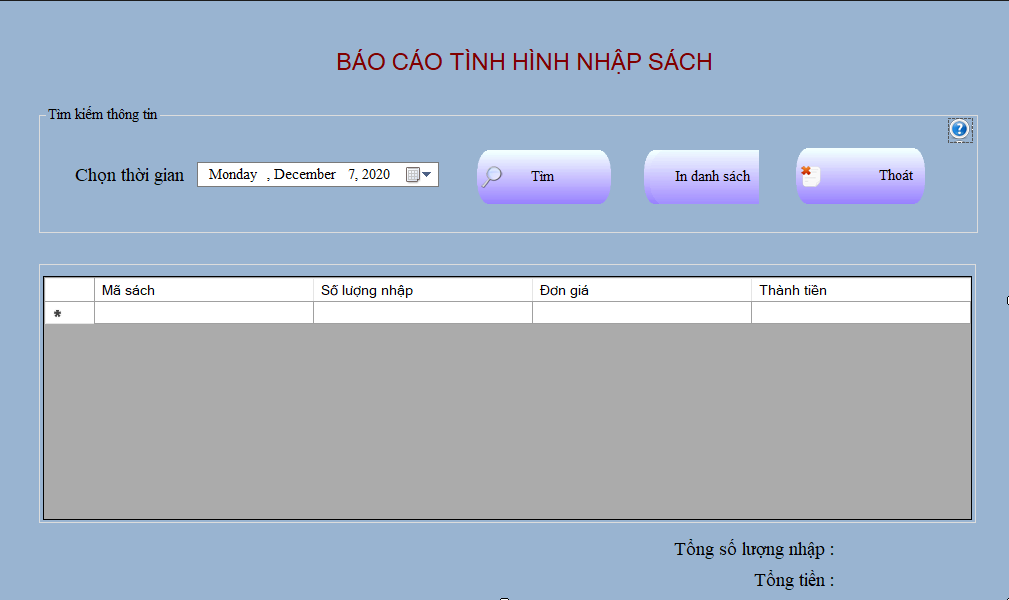 BÁO CÁO TÌNH HÌNH NHẬP SÁCH
Tìm kiếm thông tin
?
Chọn thời gian Monday , December 7, 2020 Tìm In danh sách Thoát
Mã sách Số lượng nhập Đơn giá Thành tiền
*
Tổng số lượng nhập :
Tổng tiền :